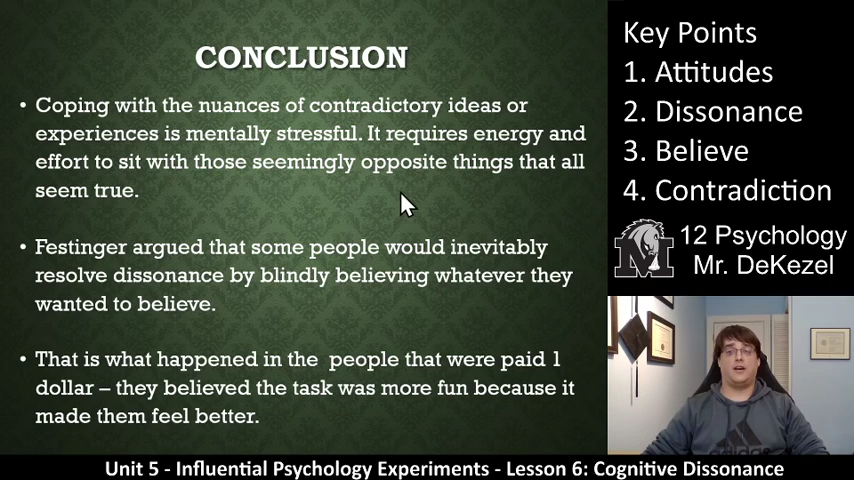 CONCLUSION
• Coping with the nuances of contradictory ideas or
experiences is mentally stressful. It requires energy and
effort to sit with those seemingly opposite things that all
seem true.
• Festinger argued that some people would inevitably
resolve dissonance by blindly believing whatever they
wanted to believe.
• That is what happened in the people that were paid 1
dollar – they believed the task was more fun because it
made them feel better.
Key Points
1. Attitudes
2. Dissonance
3. Believe
4. Contradiction
M
12 Psychology
Mr. DeKezel
adidas
Unit 5 - Influential Psychology Experiments - Lesson 6: Cognitive Dissonance